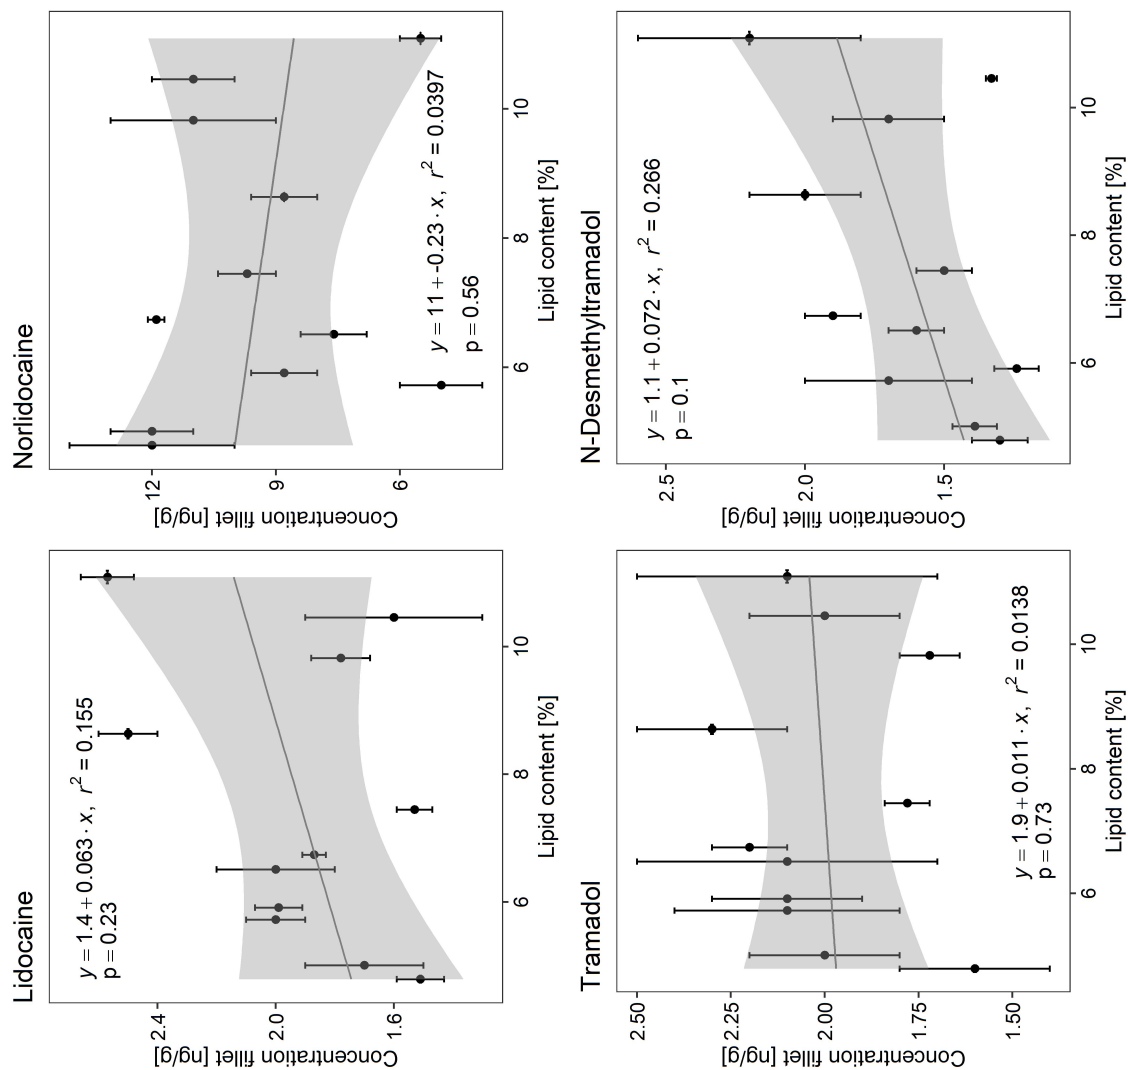 Lidocaine
y = 1.4 + 0.063 · x, r² = 0.155
p = 0.23
2.4
2.0
1.6
Concentration fillet [ng/g]
6 8 10
Lipid content [%]
Norlidocaine
12
9
6
Concentration fillet [ng/g]
y = 11 + -0.23 · x, r² = 0.0397
p = 0.56
6 8 10
Lipid content [%]
Tramadol
2.50
2.25
2.00
1.75
1.50
Concentration fillet [ng/g]
y = 1.9 + 0.011 · x, r² = 0.0138
p = 0.73
6 8 10
Lipid content [%]
N-Desmethyltramadol
y = 1.1 + 0.072 · x, r² = 0.266
p = 0.1
2.5
2.0
1.5
Concentration fillet [ng/g]
6 8 10
Lipid content [%]